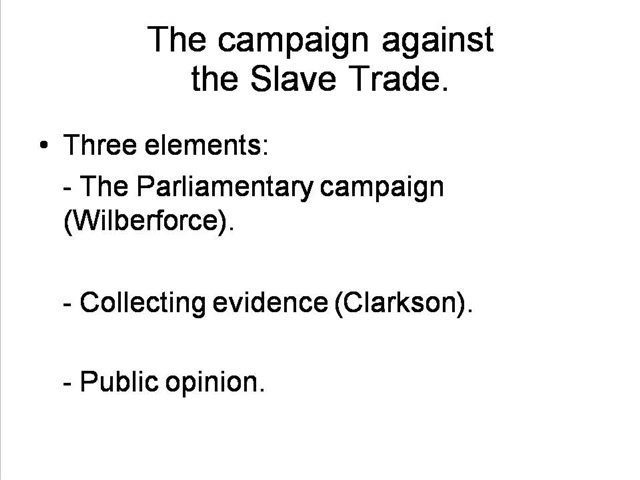 The campaign against
the Slave Trade.
• Three elements:
- The Parliamentary campaign
(Wilberforce).
- Collecting evidence (Clarkson).
- Public opinion.